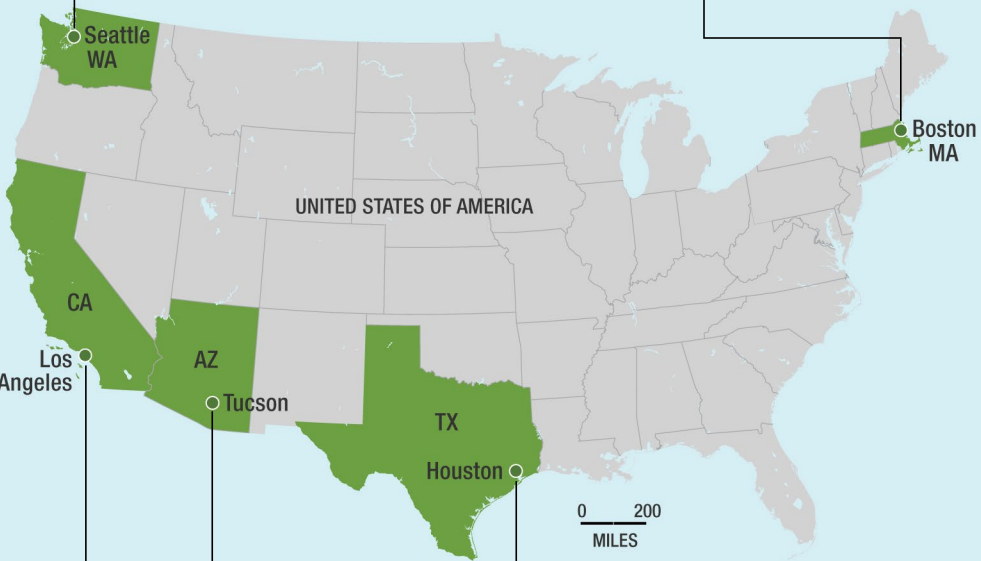 Seattle
WA
Boston
MA
UNITED STATES OF AMERICA
CA
Los
Angeles
AZ
Tucson
TX
Houston
0 200
MILES